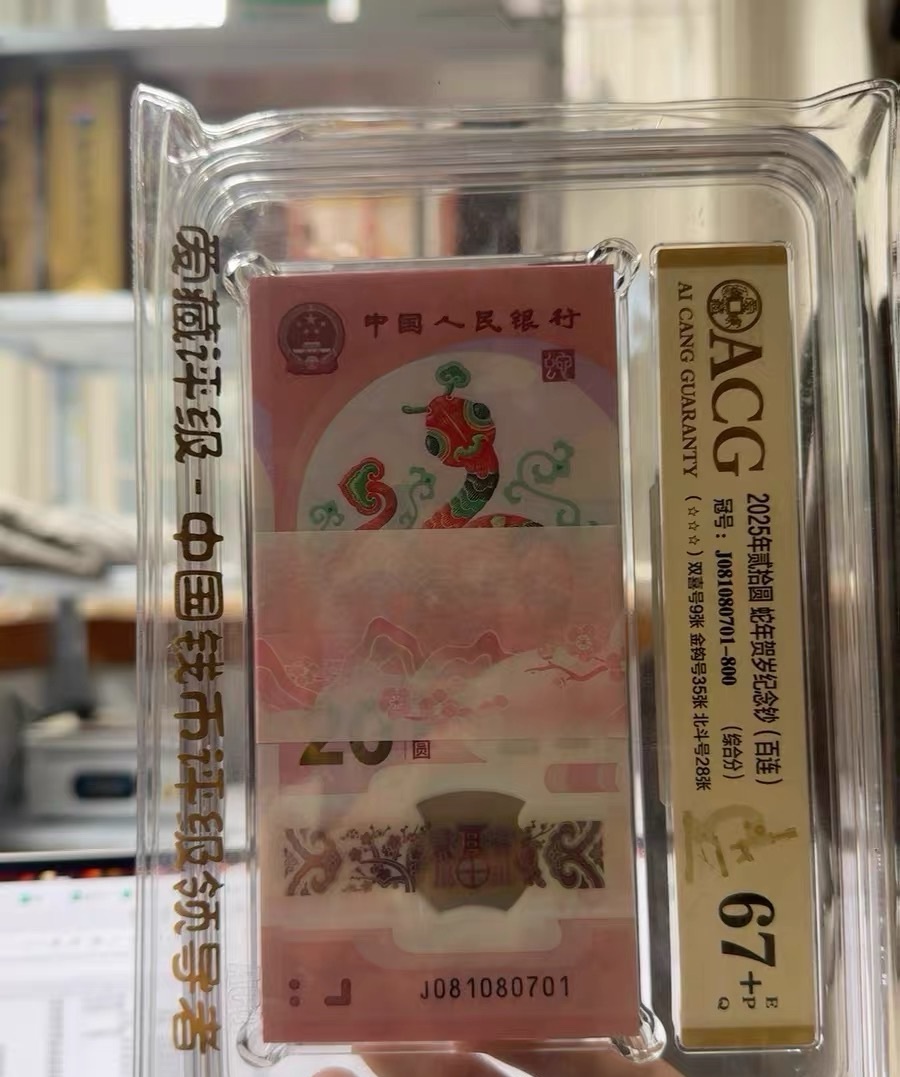 爱藏评级 - 中国钱币评级领导者
中国人民银行
蛇
20圆
J081080701
ACG
AI CANG GUARANTY
2025年贰拾圆 蛇年贺岁纪念钞（百连）
冠号：J081080701-800 （综合分）
（☆☆☆）双喜号9张 金钩号35张 北斗号28张
67+
EPQ